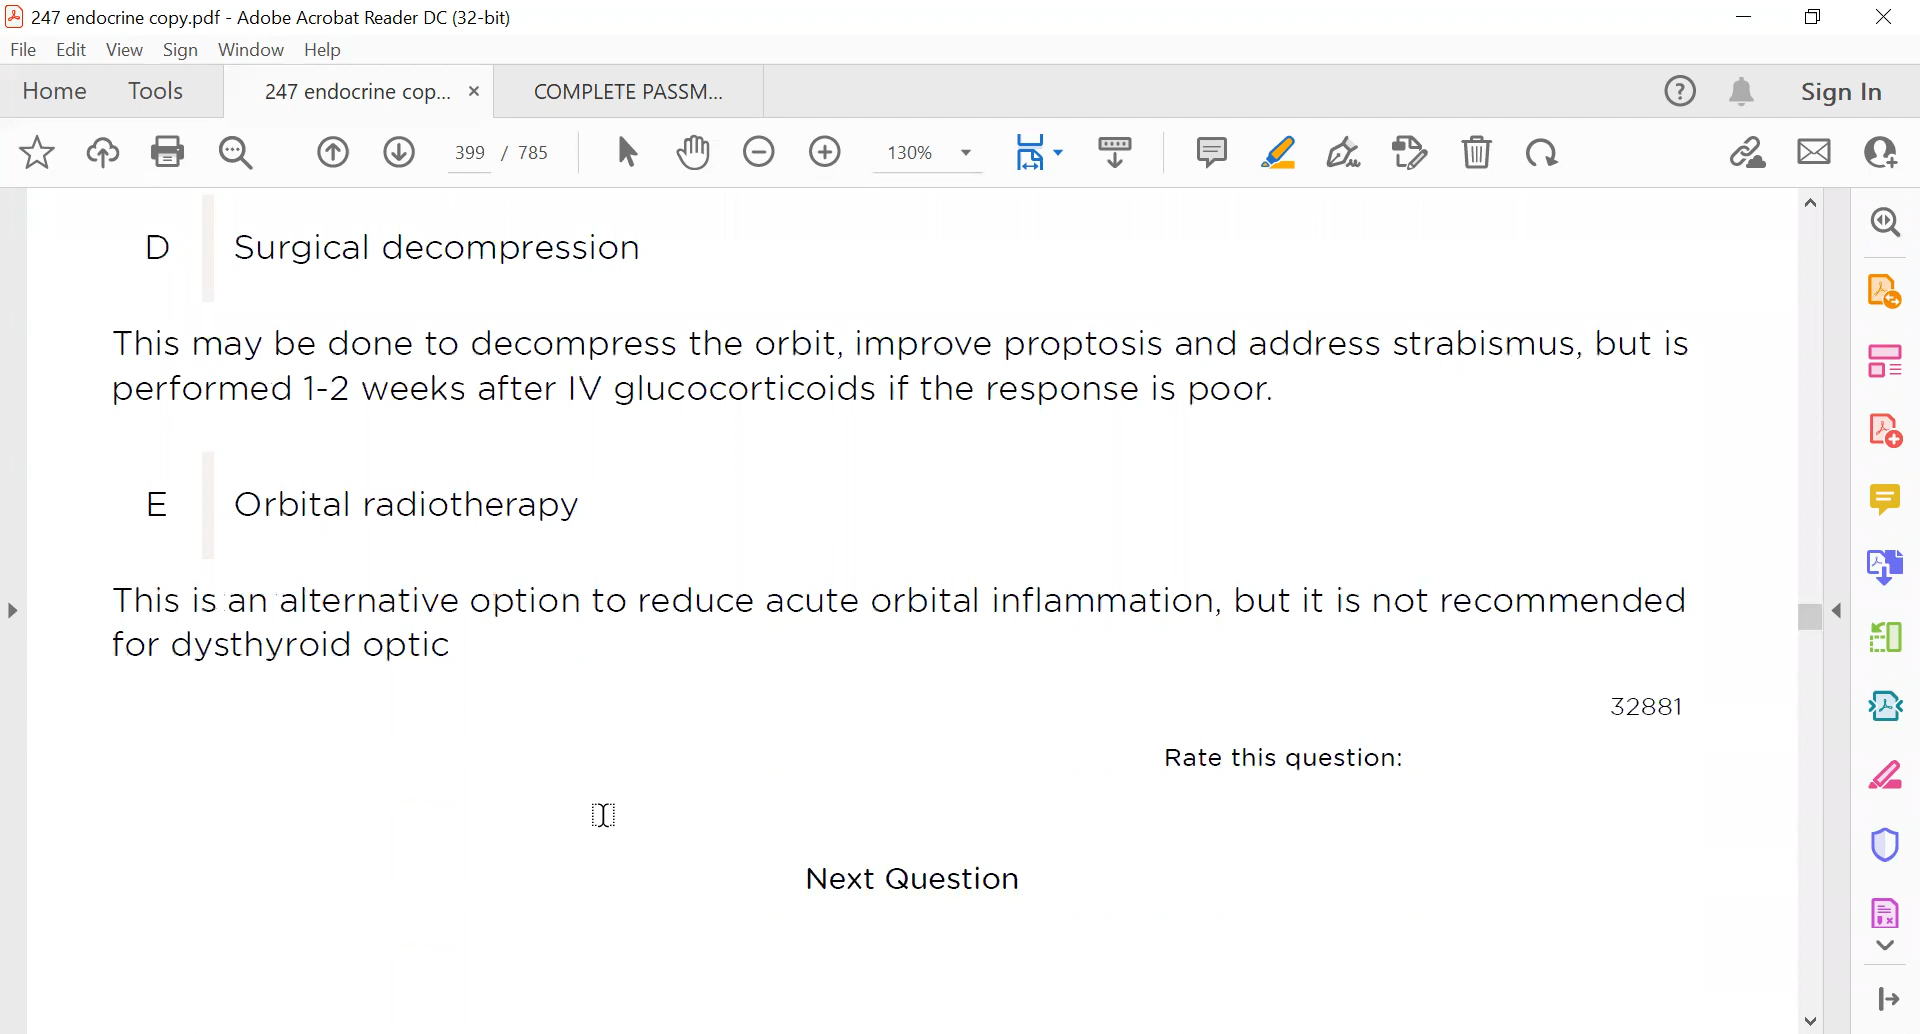 247 endocrine copy.pdf - Adobe Acrobat Reader DC (32-bit)
File Edit View Sign Window Help
Home Tools 247 endocrine cop... × COMPLETE PASSM... Sign In
399 / 785 130%
D Surgical decompression
This may be done to decompress the orbit, improve proptosis and address strabismus, but is
performed 1-2 weeks after IV glucocorticoids if the response is poor.
E Orbital radiotherapy
This is an alternative option to reduce acute orbital inflammation, but it is not recommended
for dysthyroid optic
32881
Rate this question:
Next Question